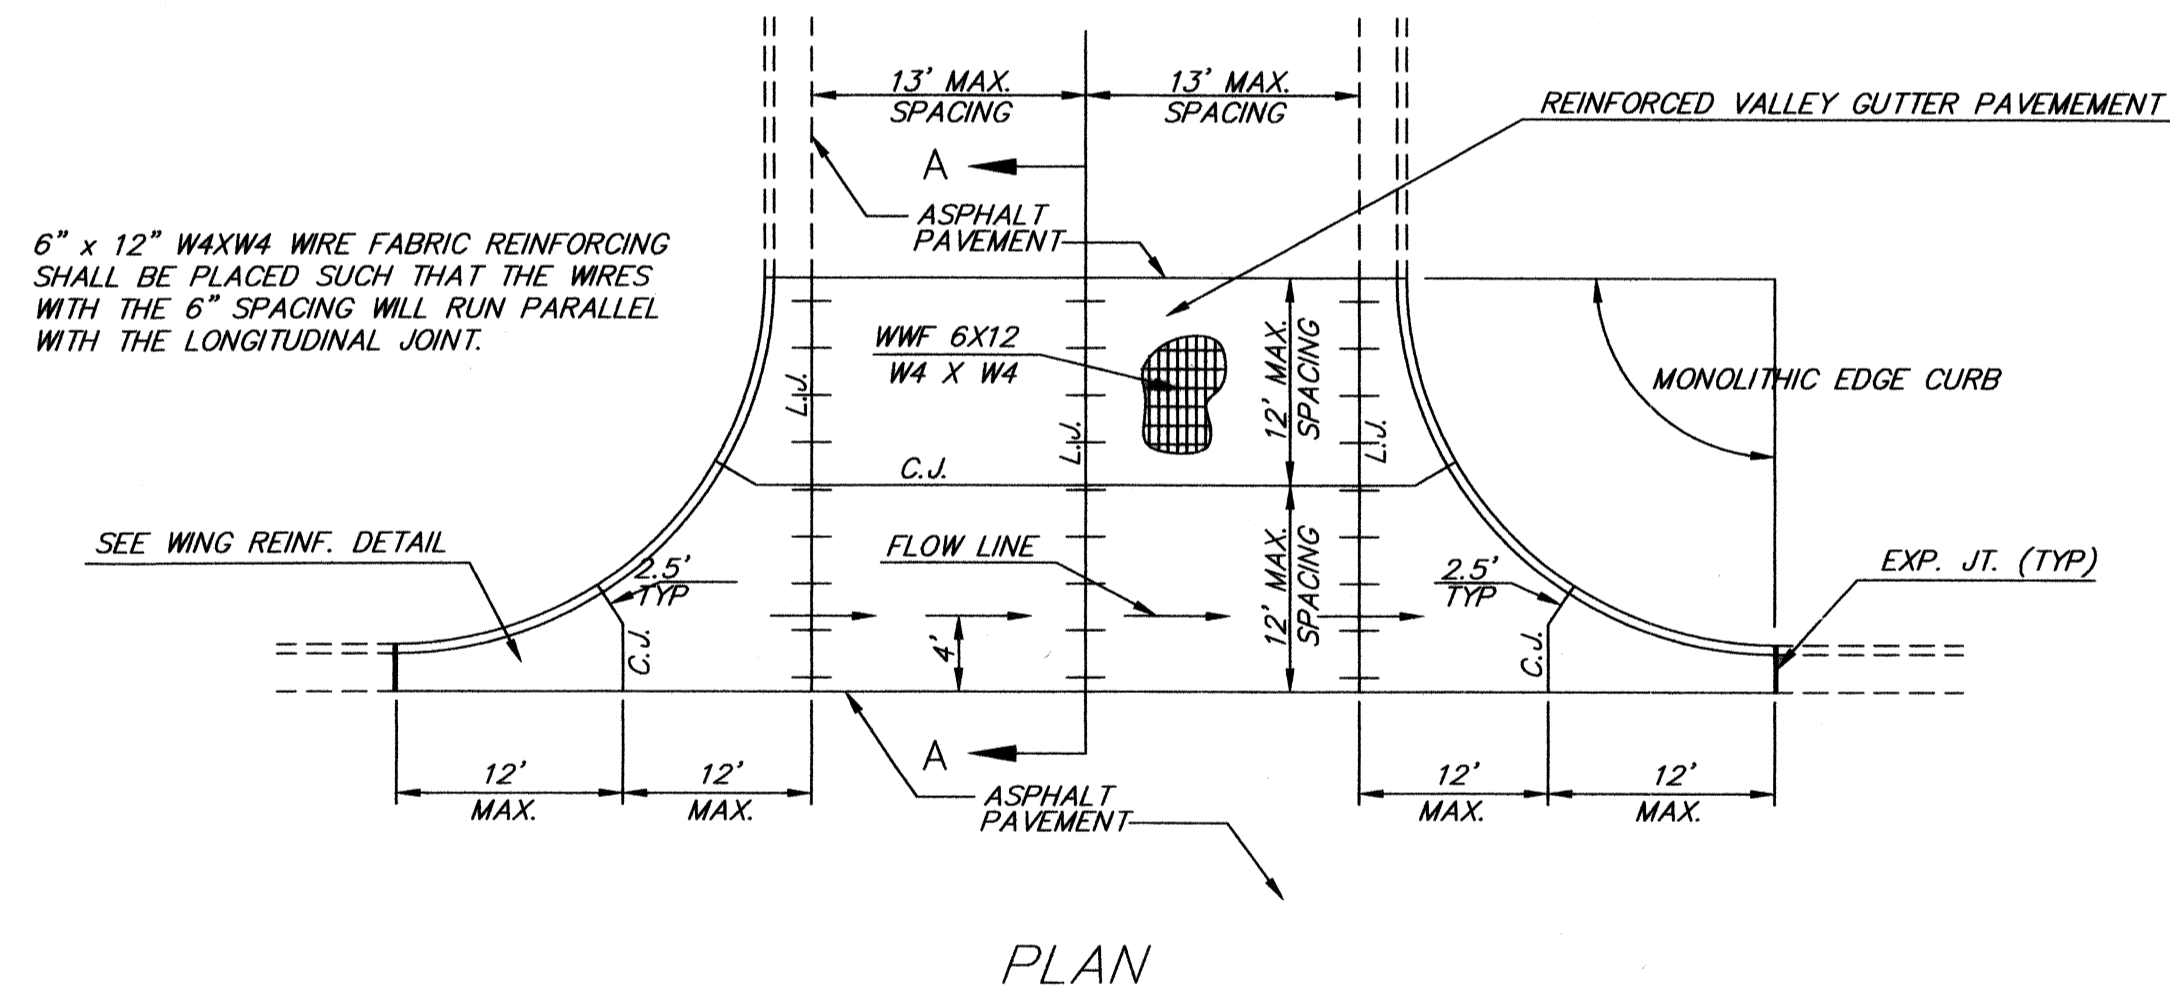 13' MAX.
SPACING
13' MAX.
SPACING
REINFORCED VALLEY GUTTER PAVEMEMENT
A
ASPHALT
PAVEMENT
6" x 12" W4XW4 WIRE FABRIC REINFORCING
SHALL BE PLACED SUCH THAT THE WIRES
WITH THE 6" SPACING WILL RUN PARALLEL
WITH THE LONGITUDINAL JOINT.
WWF 6X12
W4 X W4
12' MAX.
SPACING
MONOLITHIC EDGE CURB
L.J.
L.J.
L.J.
C.J.
SEE WING REINF. DETAIL
2.5'
TYP
FLOW LINE
12' MAX.
SPACING
2.5'
TYP
EXP. JT. (TYP)
C.J.
4'
C.J.
A
12'
MAX.
12'
MAX.
ASPHALT
PAVEMENT
12'
MAX.
12'
MAX.
PLAN